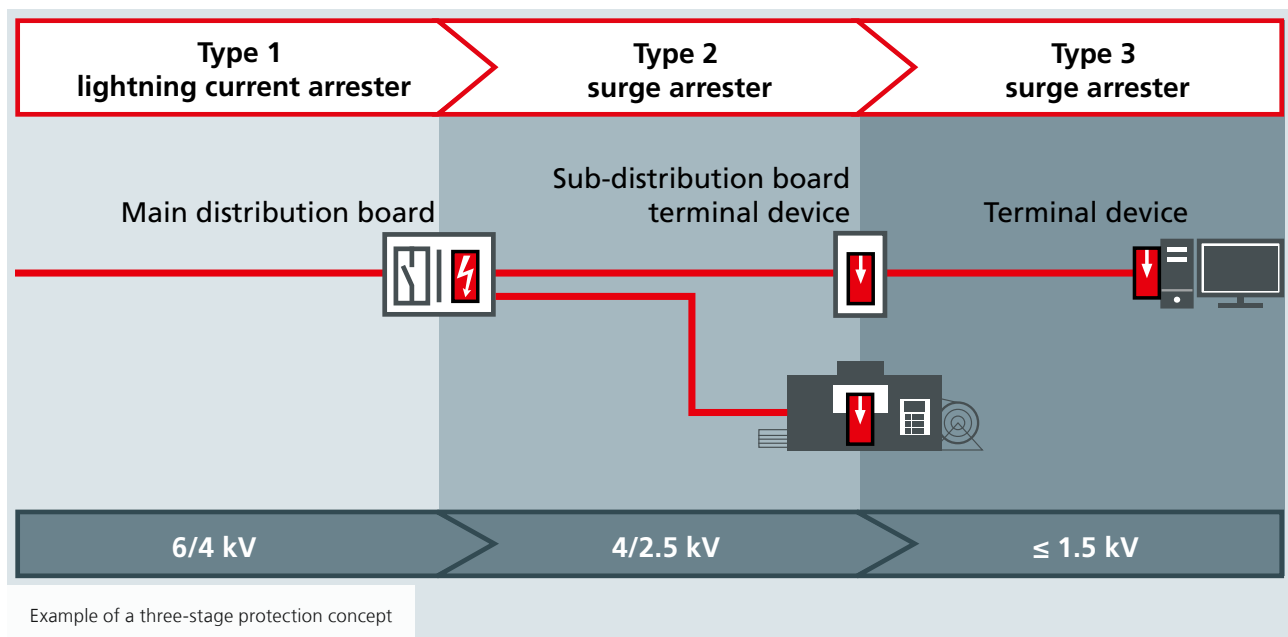 Type 1
lightning current arrester
Type 2
surge arrester
Type 3
surge arrester
Main distribution board
Sub-distribution board
terminal device
Terminal device
6/4 kV
4/2.5 kV
≤ 1.5 kV
Example of a three-stage protection concept